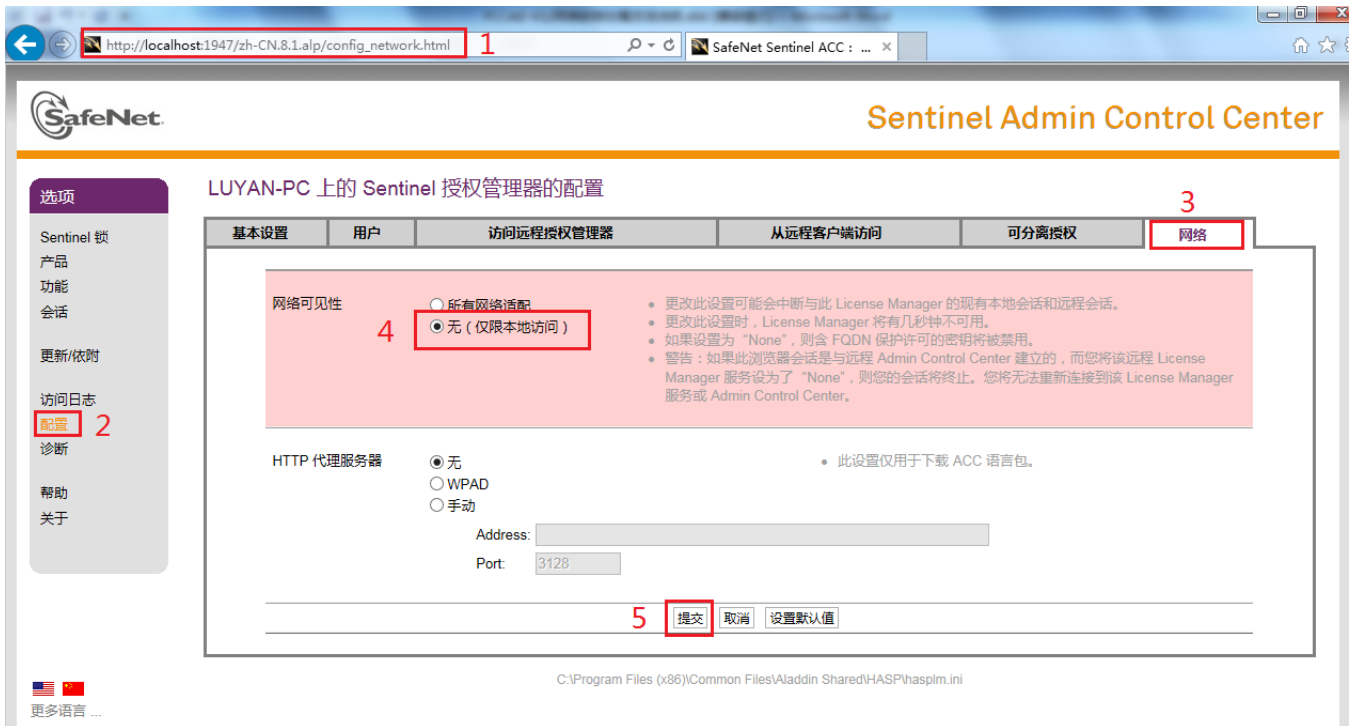 http://localhost:1947/zh-CN.8.1.alp/config_network.html
1
SafeNet Sentinel ACC： ...
SafeNet.
Sentinel Admin Control Center
选项
Sentinel 锁
产品
功能
会话
更新/依附
访问日志
配置
2
诊断
帮助
关于
LUYAN-PC 上的 Sentinel 授权管理器的配置
3
基本设置
用户
访问远程授权管理器
从远程客户端访问
可分离授权
网络
网络可见性
所有网络适配
4
无（仅限本地访问）
更改此设置可能会中断与此 License Manager 的现有本地会话和远程会话。
更改此设置时，License Manager 将有几秒钟不可用。
如果设置为“None”，则含 FQDN 保护许可的密钥将被禁用。
警告：如果此浏览器会话是与远程 Admin Control Center 建立的，而您将该远程 License
Manager 服务设为了“None”，则您的会话将终止。您将无法重新连接到该 License Manager
服务或 Admin Control Center。
HTTP 代理服务器
无
此设置仅用于下载 ACC 语言包。
WPAD
手动
Address:
Port:
3128
5
提交
取消
设置默认值
C:\Program Files (x86)\Common Files\Aladdin Shared\HASP\hasplm.ini
更多语言 ...